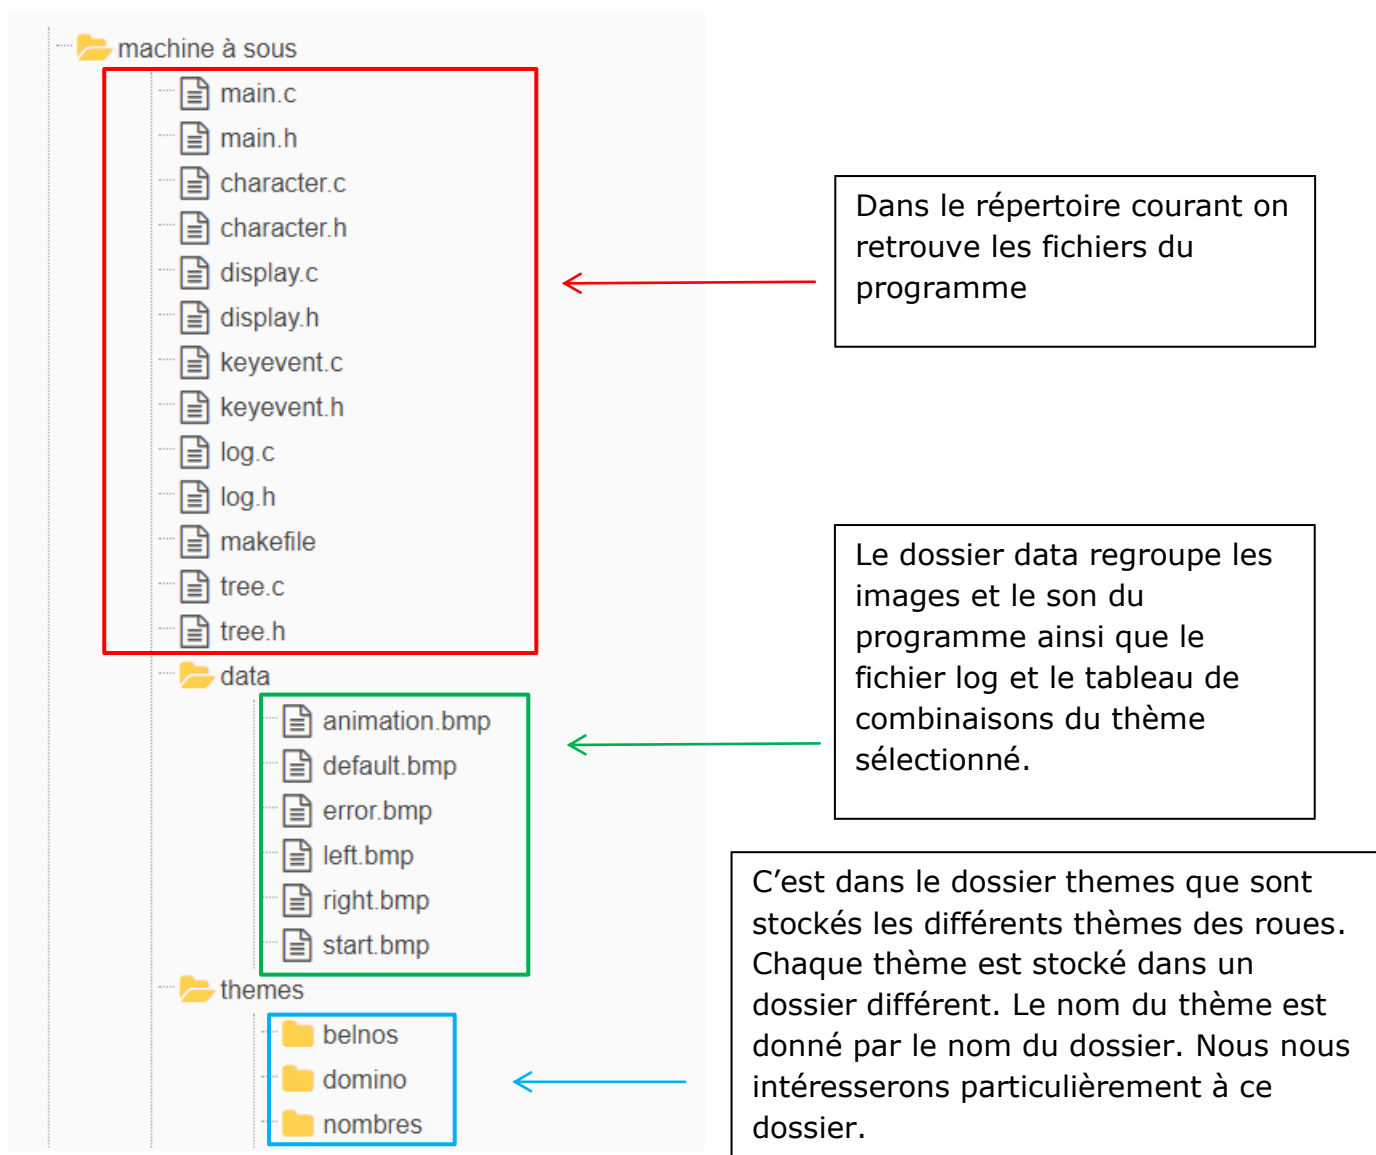 machine à sous
main.c
main.h
character.c
character.h
display.c
display.h
keyevent.c
keyevent.h
log.c
log.h
makefile
tree.c
tree.h
data
animation.bmp
default.bmp
error.bmp
left.bmp
right.bmp
start.bmp
themes
belnos
domino
nombres
Dans le répertoire courant on
retrouve les fichiers du
programme
Le dossier data regroupe les
images et le son du
programme ainsi que le
fichier log et le tableau de
combinaisons du thème
sélectionné.
C’est dans le dossier themes que sont
stockés les différents thèmes des roues.
Chaque thème est stocké dans un
dossier différent. Le nom du thème est
donné par le nom du dossier. Nous nous
intéresserons particulièrement à ce
dossier.